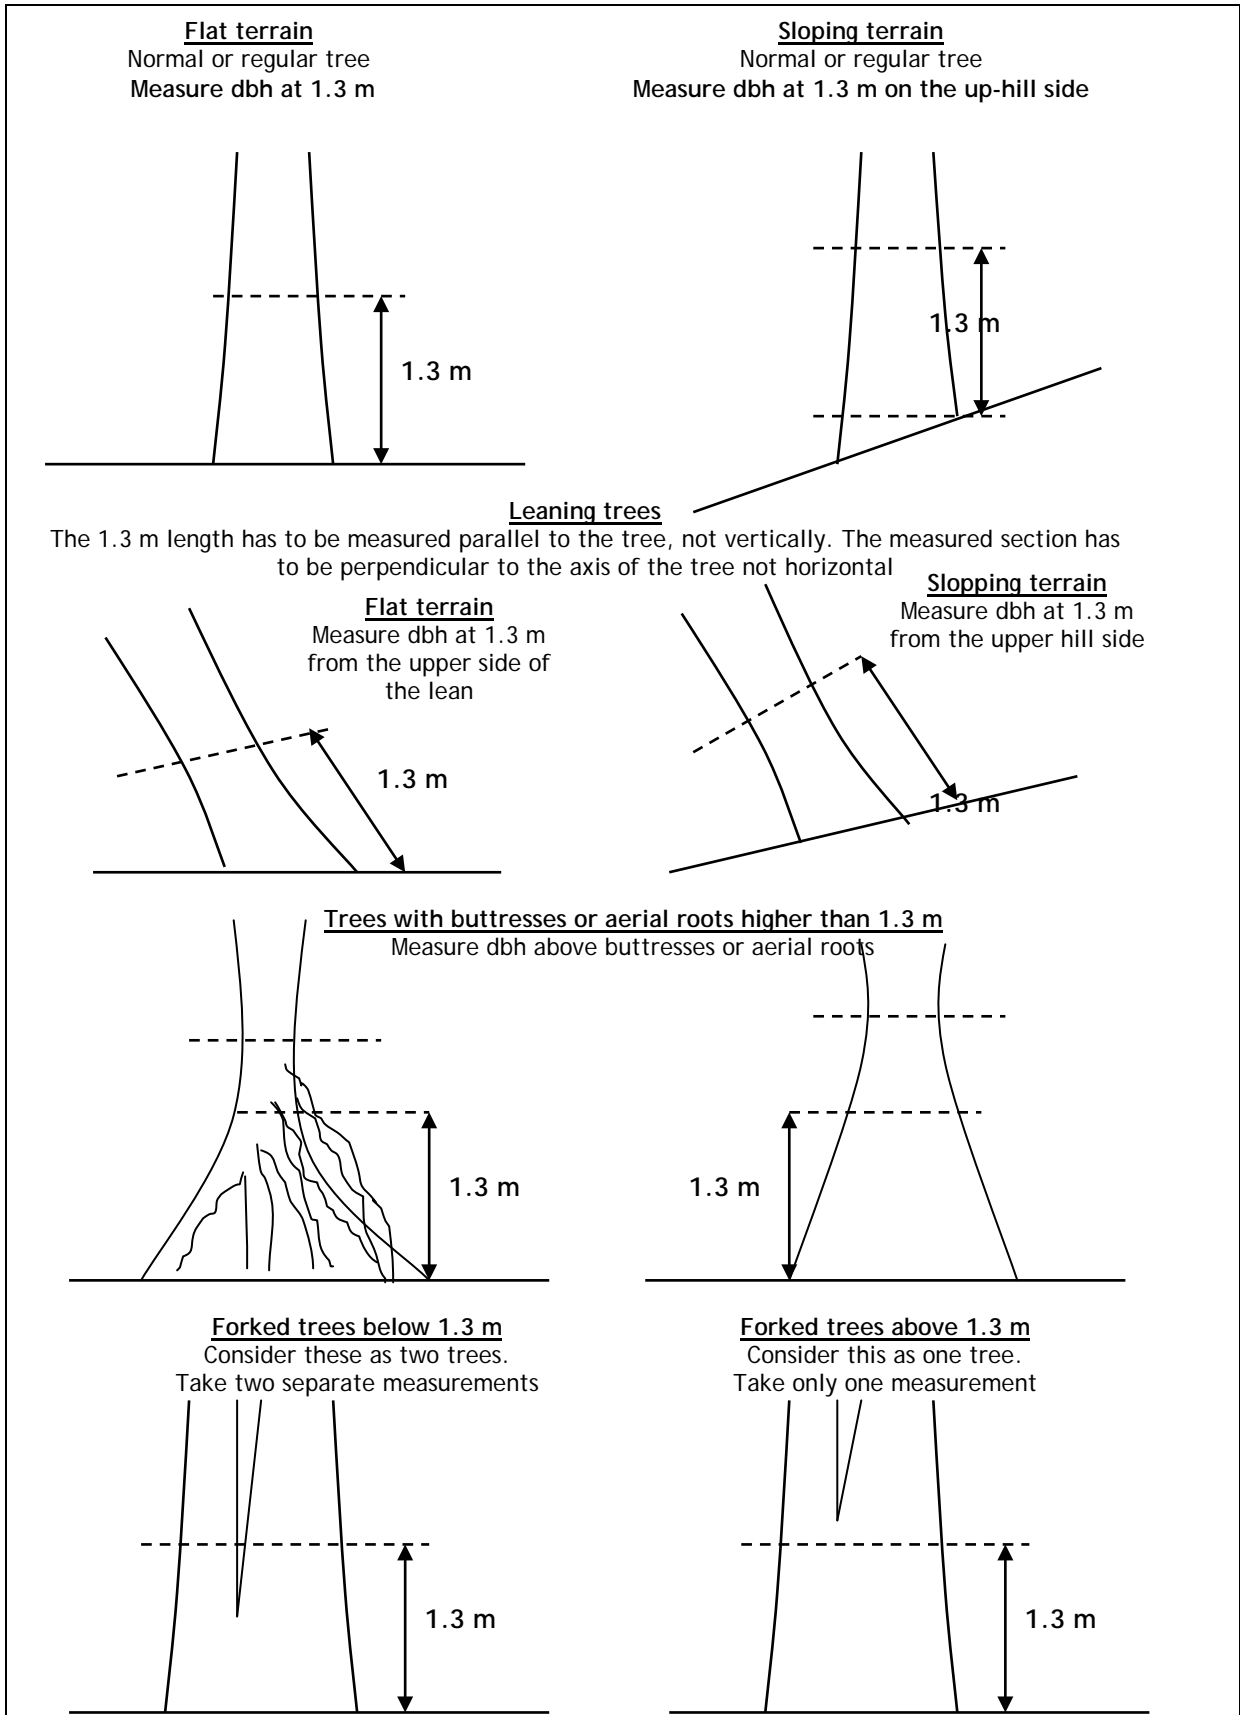 Flat terrain
Normal or regular tree
Measure dbh at 1.3 m
Sloping terrain
Normal or regular tree
Measure dbh at 1.3 m on the up-hill side
1.3 m
1.3 m
Leaning trees
The 1.3 m length has to be measured parallel to the tree, not vertically. The measured section has
to be perpendicular to the axis of the tree not horizontal
Flat terrain
Measure dbh at 1.3 m
from the upper side of
the lean
1.3 m
Slopping terrain
Measure dbh at 1.3 m
from the upper hill side
1.3 m
Trees with buttresses or aerial roots higher than 1.3 m
Measure dbh above buttresses or aerial roots
1.3 m
1.3 m
Forked trees below 1.3 m
Consider these as two trees.
Take two separate measurements
1.3 m
Forked trees above 1.3 m
Consider this as one tree.
Take only one measurement
1.3 m